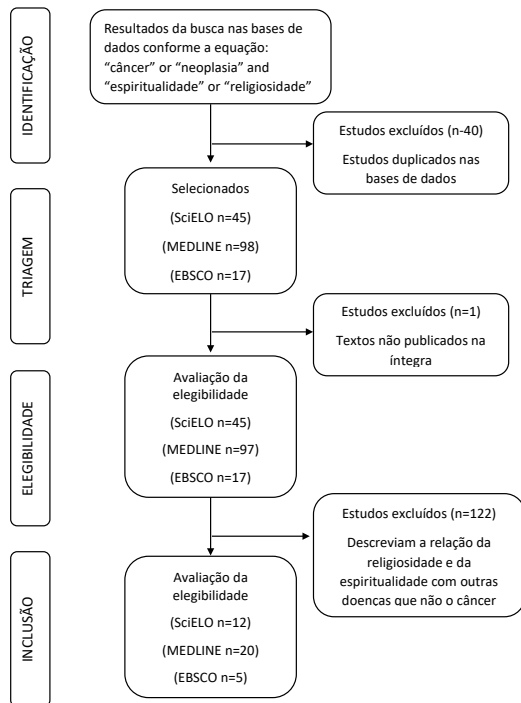 IDENTIFICAÇÃO
Resultados da busca nas bases de
dados conforme a equação:
“câncer” or “neoplasia” and
“espiritualidade” or “religiosidade”
Estudos excluídos (n-40)
Estudos duplicados nas
bases de dados
TRIAGEM
Selecionados
(SciELO n=45)
(MEDLINE n=98)
(EBSCO n=17)
Estudos excluídos (n=1)
Textos não publicados na
íntegra
ELEGIBILIDADE
Avaliação da
elegibilidade
(SciELO n=45)
(MEDLINE n=97)
(EBSCO n=17)
Estudos excluídos (n=122)
Descreviam a relação da
religiosidade e da
espiritualidade com outras
doenças que não o câncer
INCLUSÃO
Avaliação da
elegibilidade
(SciELO n=12)
(MEDLINE n=20)
(EBSCO n=5)